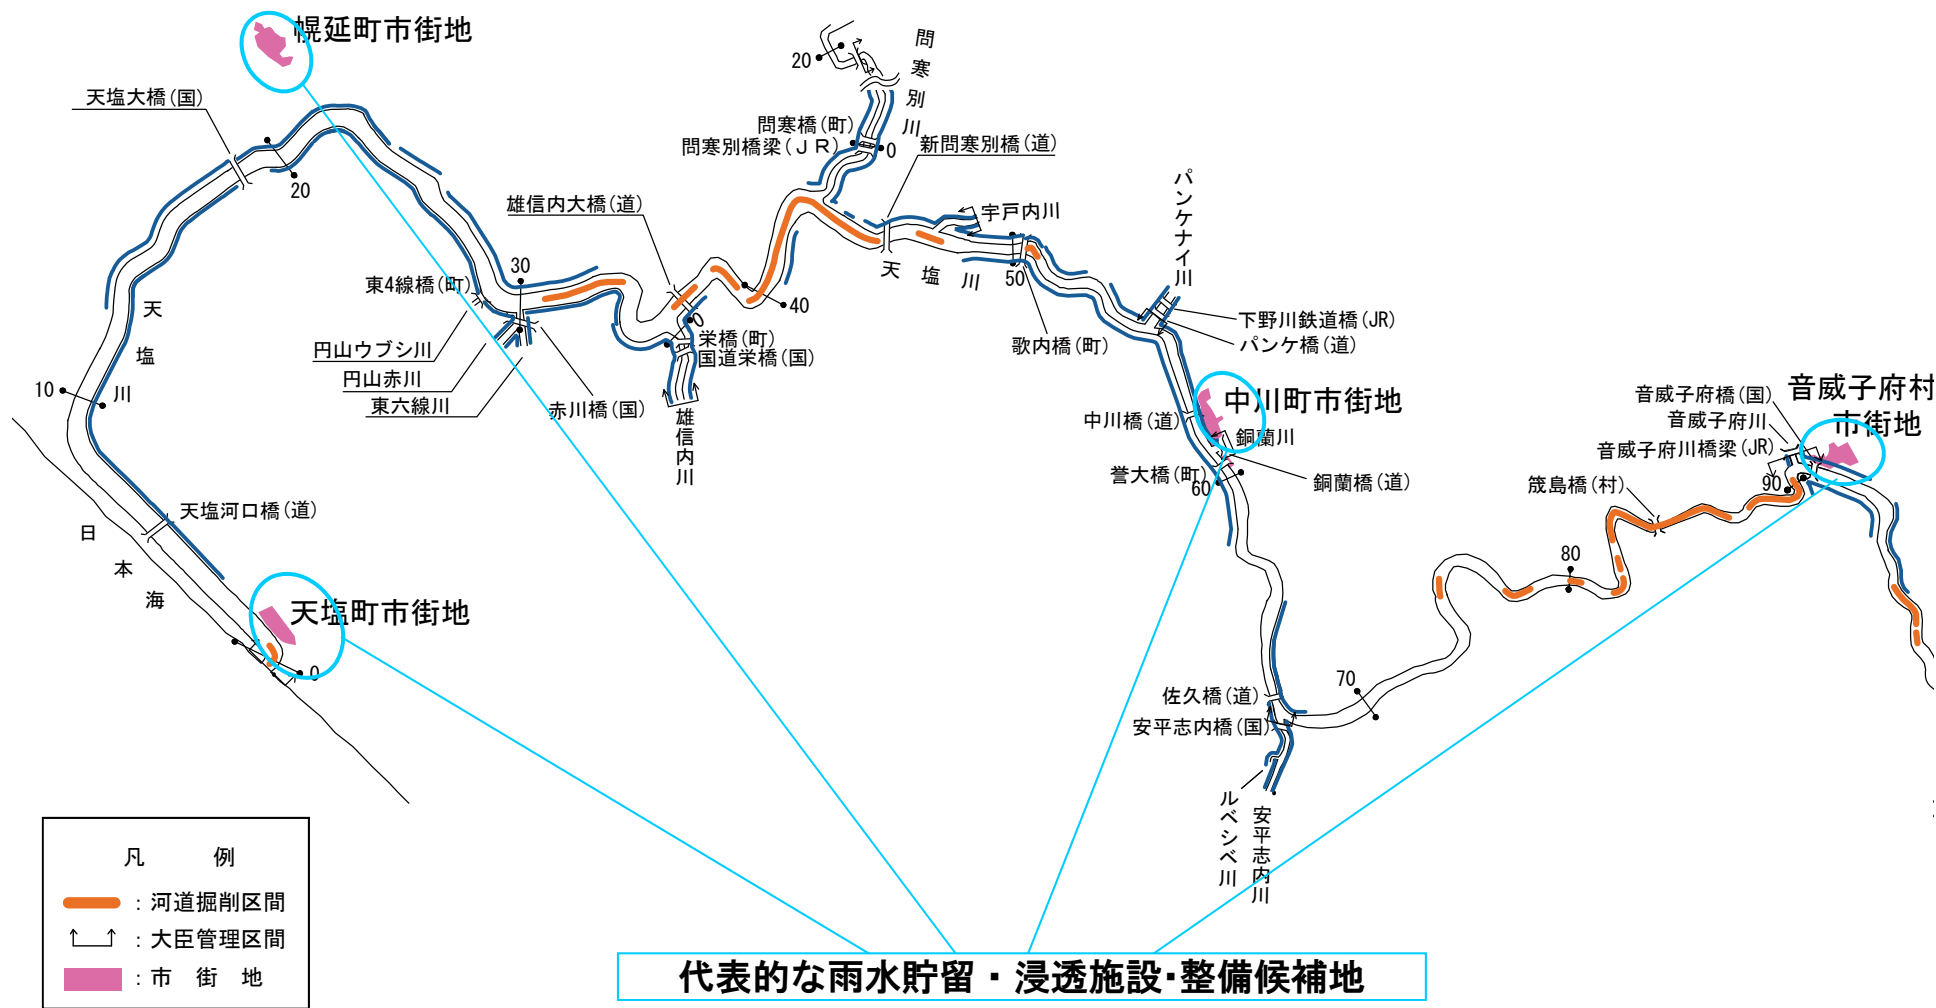 幌延町市街地
天塩大橋(国)
20
20
問寒別川
問寒橋(町)
問寒別橋梁(JR)
0
新問寒別橋(道)
雄信内大橋(道)
宇戸内川
パンケナイ川
天塩川
50
30
東4線橋(町)
40
0
栄橋(町)
国道栄橋(国)
歌内橋(町)
下野川鉄道橋(JR)
パンケ橋(道)
円山ウブシ川
円山赤川
東六線川
赤川橋(国)
雄信内川
天塩川
10
中川町市街地
中川橋(道)
銅蘭川
誉大橋(町)
60
銅蘭橋(道)
音威子府村
市街地
音威子府橋(国)
音威子府川
音威子府川橋梁(JR)
90
筬島橋(村)
80
天塩河口橋(道)
日本海
天塩町市街地
0
70
佐久橋(道)
安平志内橋(国)
ルベシベ川
安平志内川
凡例
:河道掘削区間
:大臣管理区間
:市街地
代表的な雨水貯留・浸透施設・整備候補地